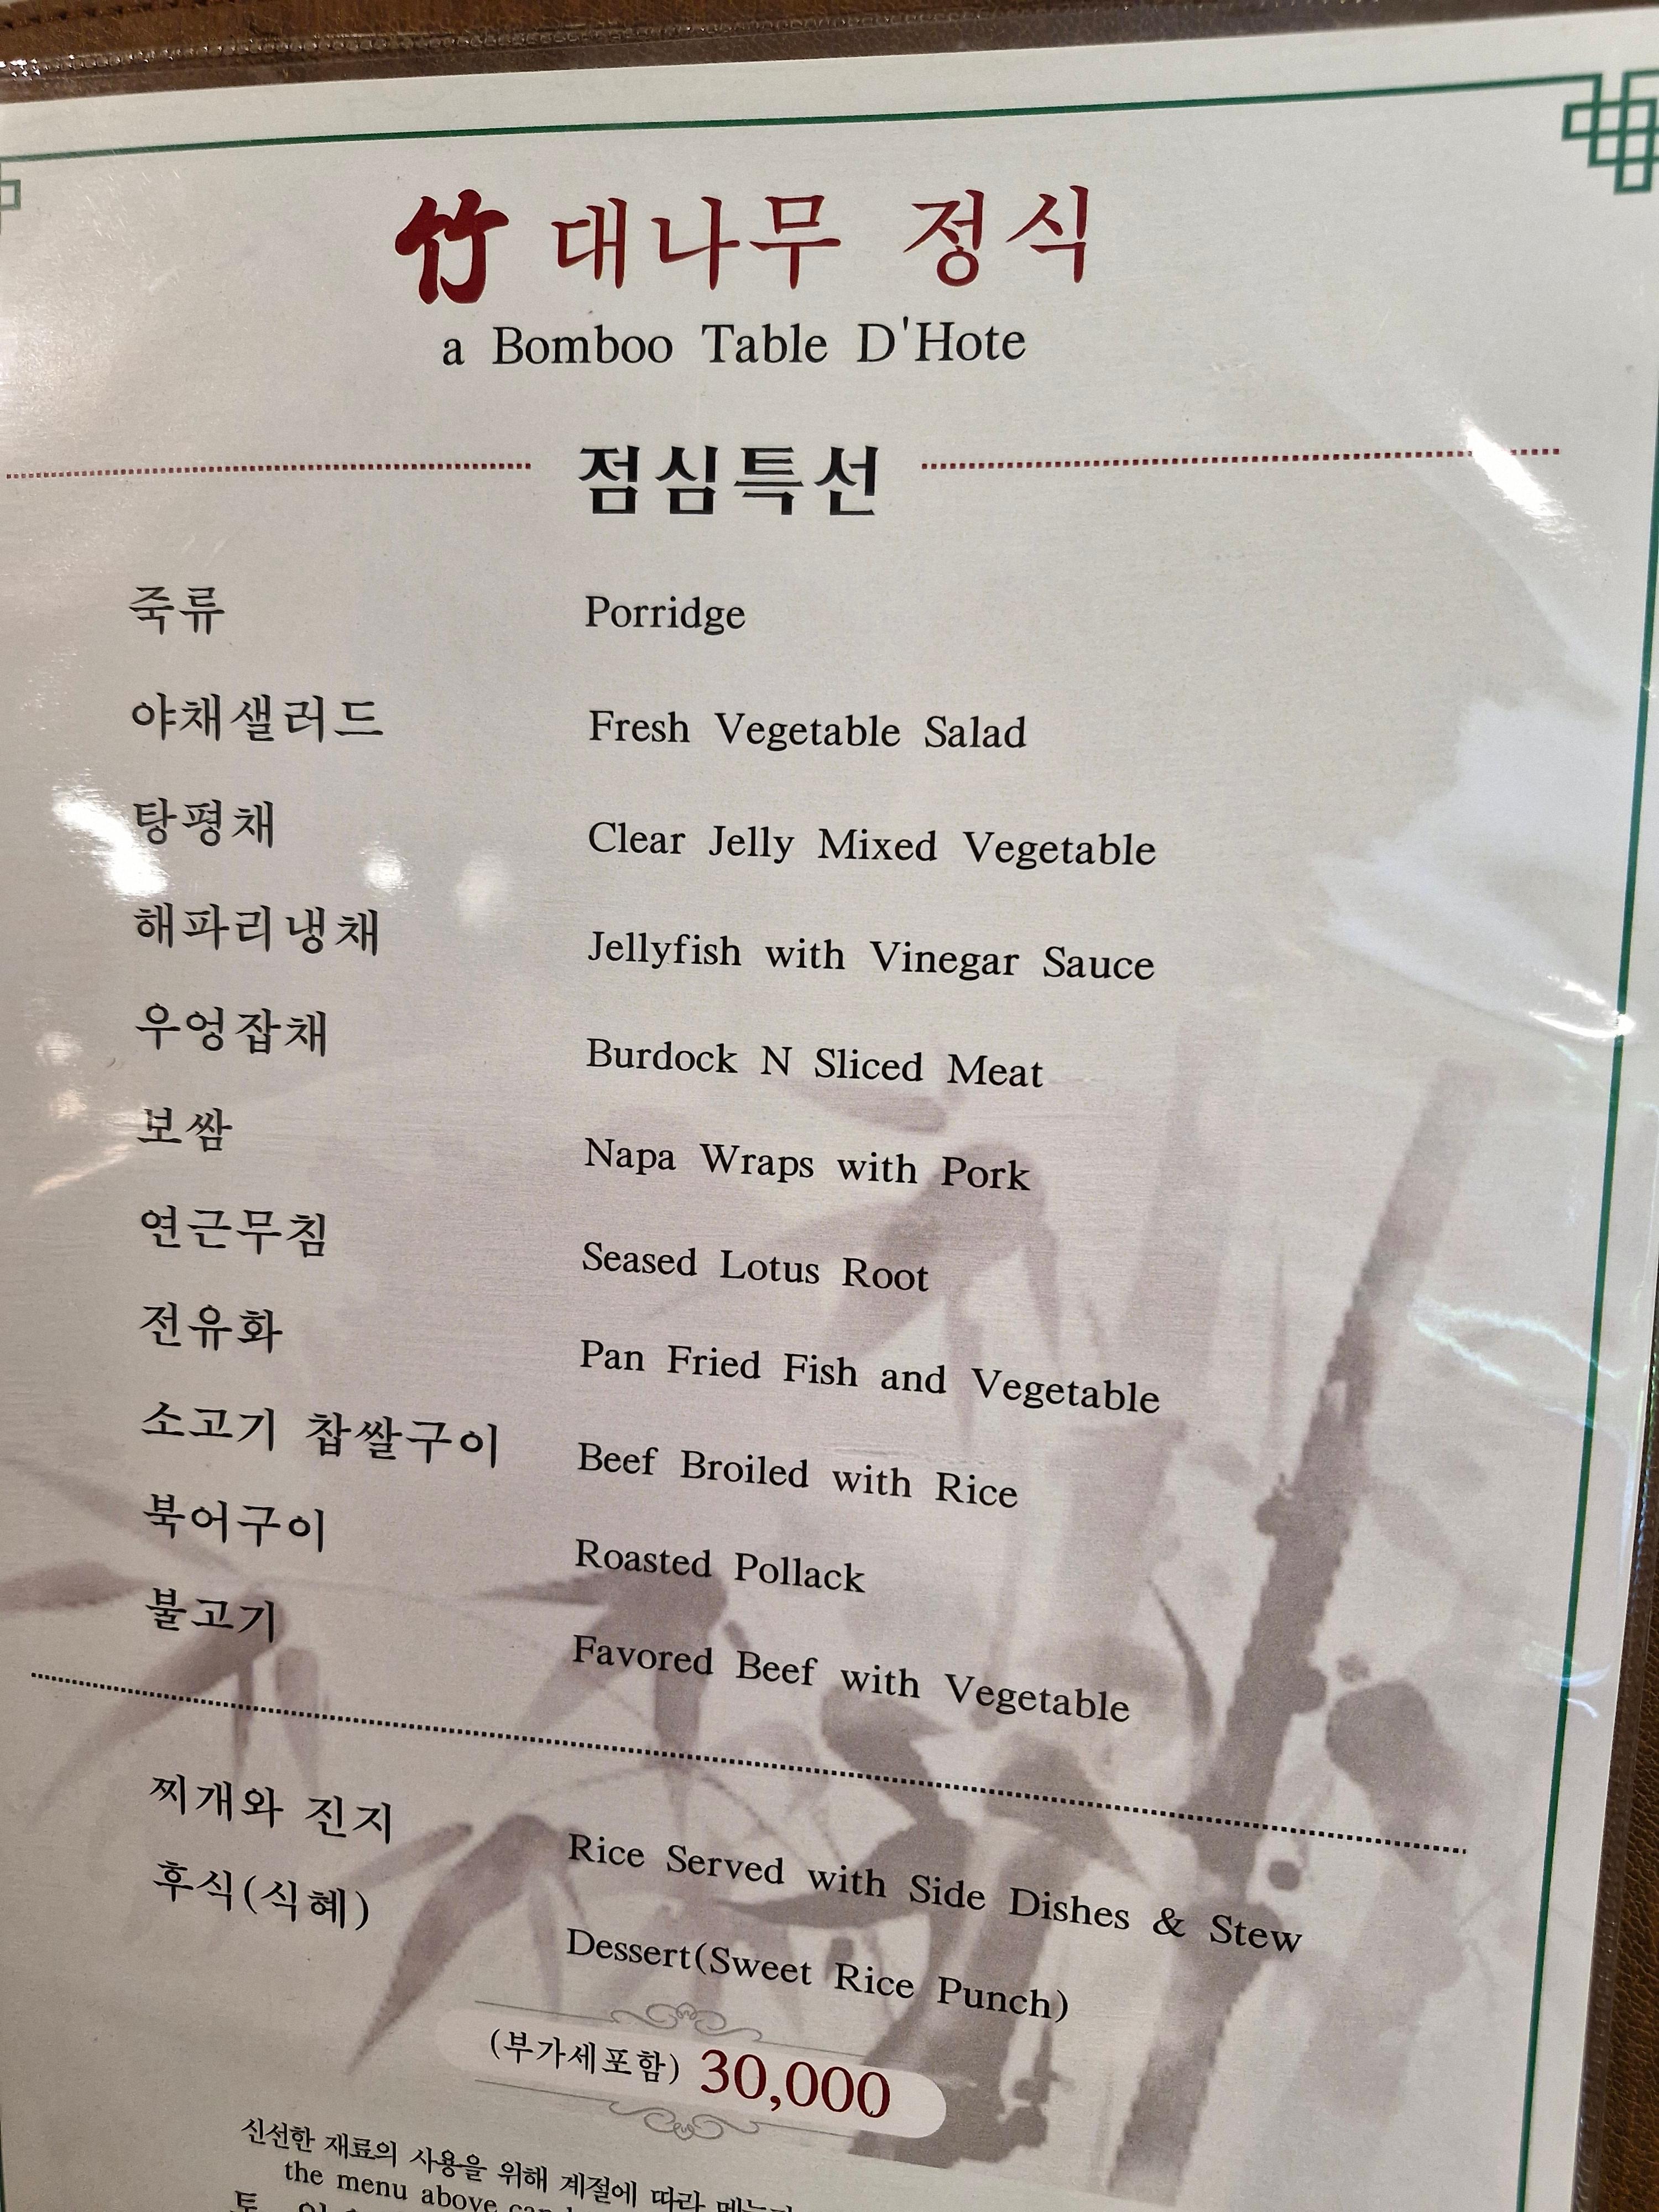 竹 대나무 정식
a Bomboo Table D'Hote
점심특선
죽류 Porridge
야채샐러드 Fresh Vegetable Salad
탕평채 Clear Jelly Mixed Vegetable
해파리냉채 Jellyfish with Vinegar Sauce
우엉잡채 Burdock N Sliced Meat
보쌈 Napa Wraps with Pork
연근무침 Seased Lotus Root
전유화 Pan Fried Fish and Vegetable
소고기 찹쌀구이 Beef Broiled with Rice
북어구이 Roasted Pollack
불고기 Favored Beef with Vegetable
찌개와 진지 Rice Served with Side Dishes & Stew
후식(식혜) Dessert(Sweet Rice Punch)
(부가세포함) 30,000
신선한 재료의 사용을 위해 계절에 따라
the menu above can